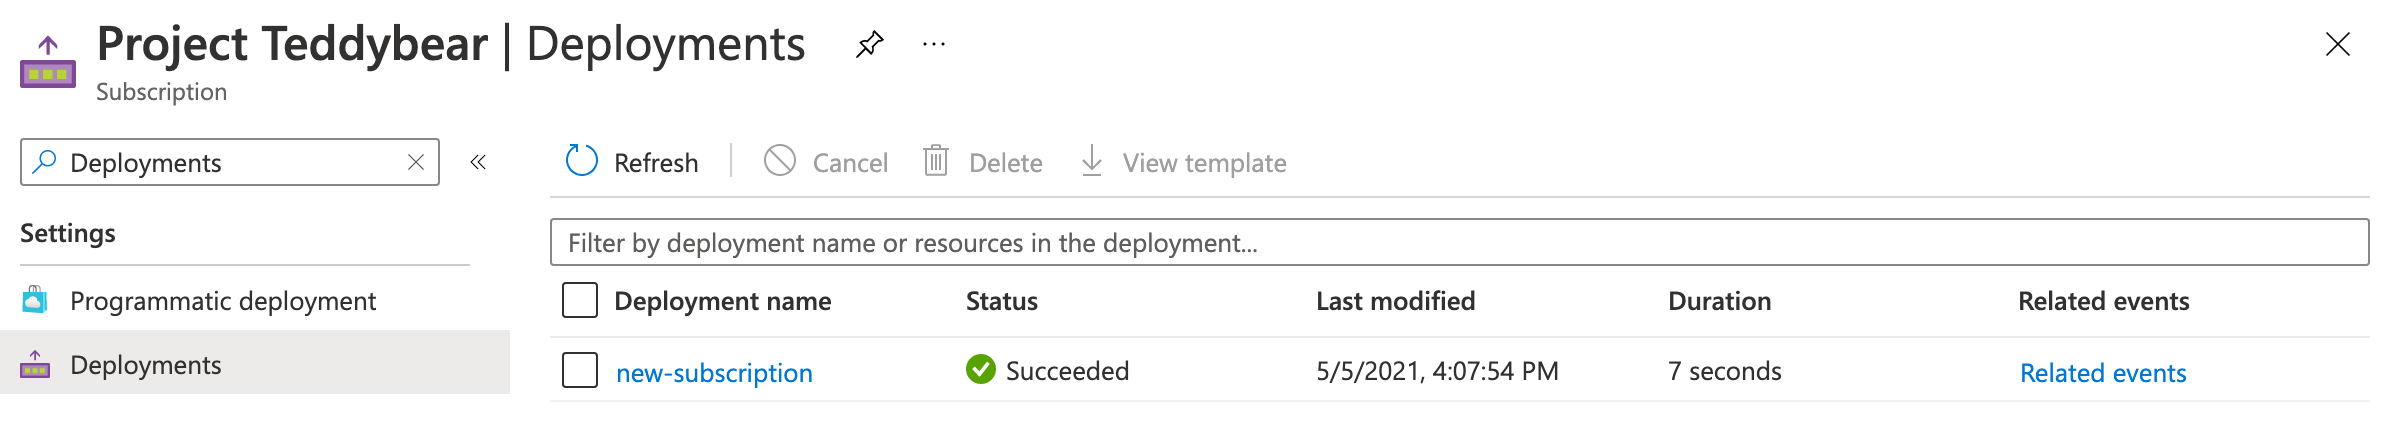 Project Teddybear | Deployments ...
Subscription
Deployments
Refresh
Cancel
Delete
View template
Settings
Filter by deployment name or resources in the deployment...
Programmatic deployment
Deployments
Deployment name Status Last modified Duration Related events
new-subscription Succeeded 5/5/2021, 4:07:54 PM 7 seconds Related events